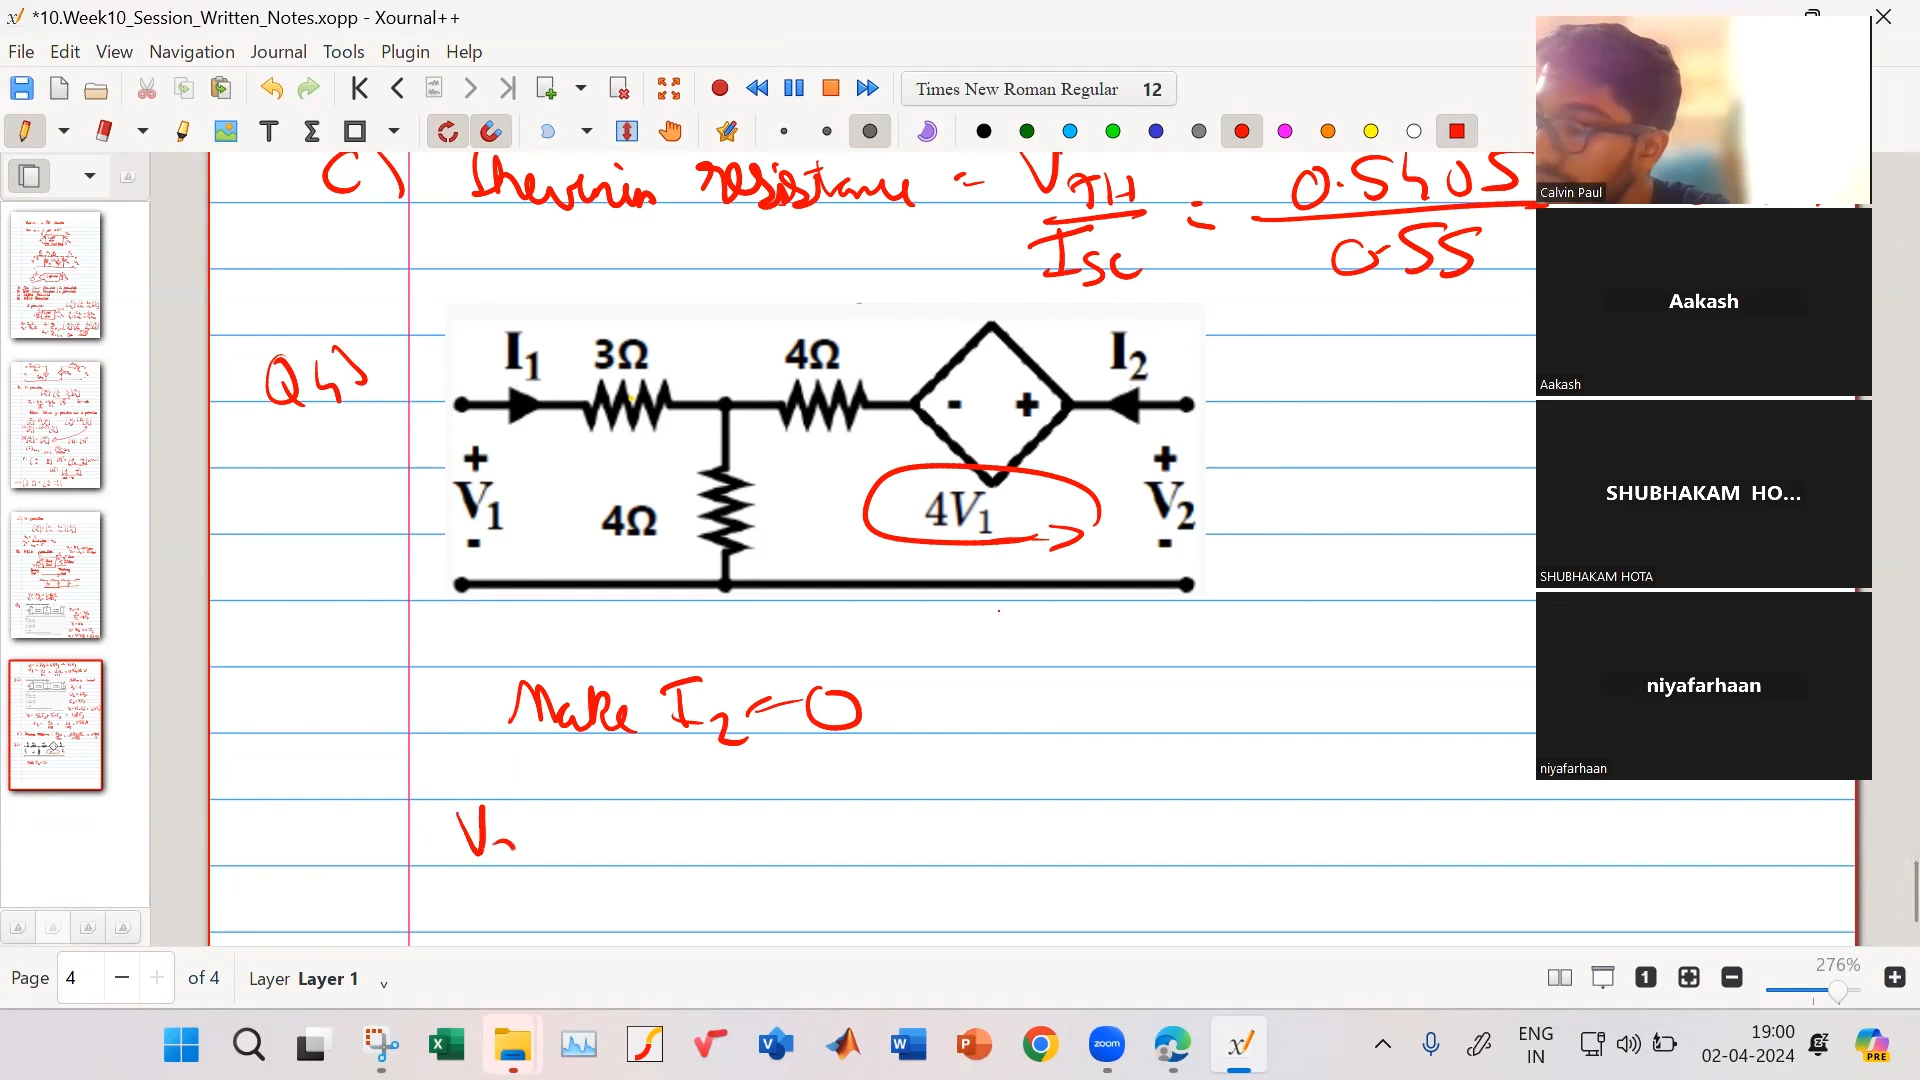 *10.Week10_Session_Written_Notes.xopp - Xournal++
File Edit View Navigation Journal Tools Plugin Help
Times New Roman Regular 12
C) Thevenin resistance = VTH / Isc = 0.5405 / 0.55
Q4)
I1 3Ω 4Ω I2
- +
+ +
V1 4Ω 4V1 V2
- -
Make I2 = 0
V
Calvin Paul
Aakash
Aakash
SHUBHAKAM HO...
SHUBHAKAM HOTA
niyafarhaan
niyafarhaan
Page 4 of 4 Layer Layer 1
276%
zoom
ENG
IN
19:00
02-04-2024
PRE